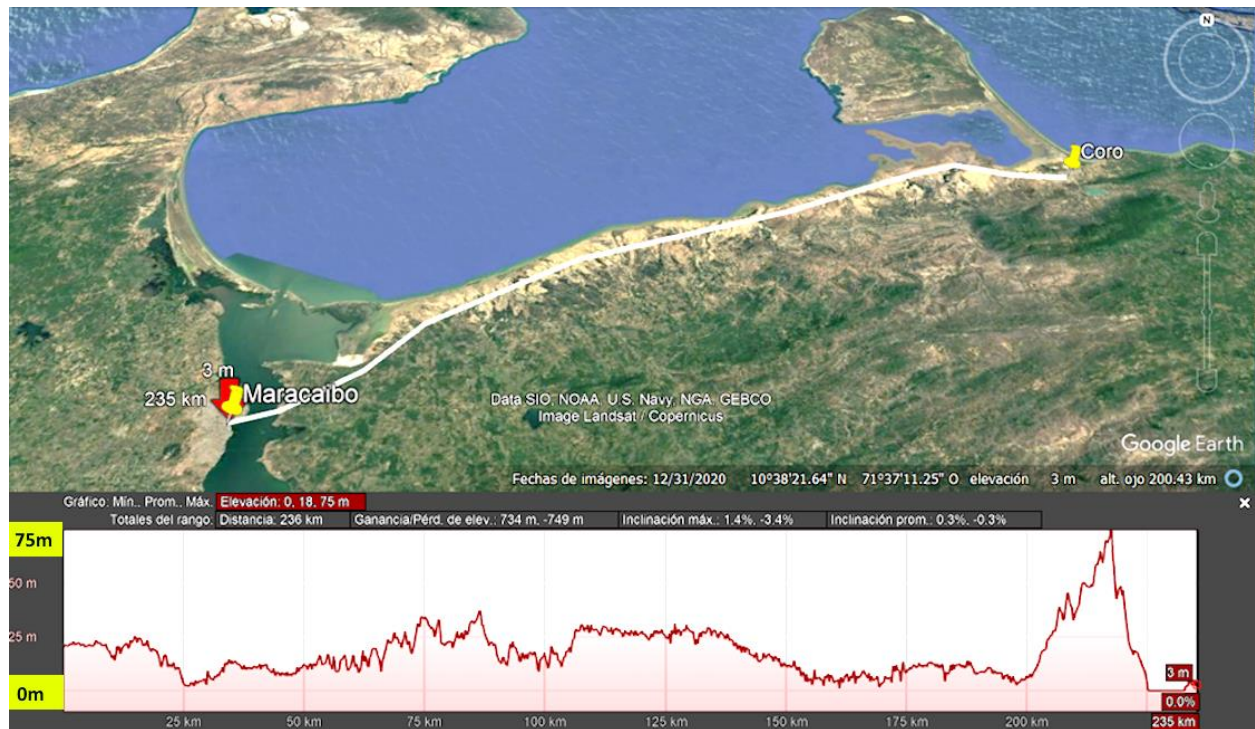 N
Coro
3 m
235 km
Maracaibo
Data SIO, NOAA, U.S. Navy, NGA, GEBCO
Image Landsat / Copernicus
Google Earth
Fechas de imágenes: 12/31/2020 10°38'21.64" N 71°37'11.25" O elevación 3 m alt. ojo 200.43 km
Gráfico: Mín., Prom., Máx. Elevación: 0, 18, 75 m
Totales del rango: Distancia: 236 km Ganancia/Pérd. de elev.: 734 m, -749 m Inclinación máx.: 1.4%, -3.4% Inclinación prom.: 0.3%, -0.3%
75m
50 m
25 m
0m
3 m
0.0%
25 km 50 km 75 km 100 km 125 km 150 km 175 km 200 km 235 km